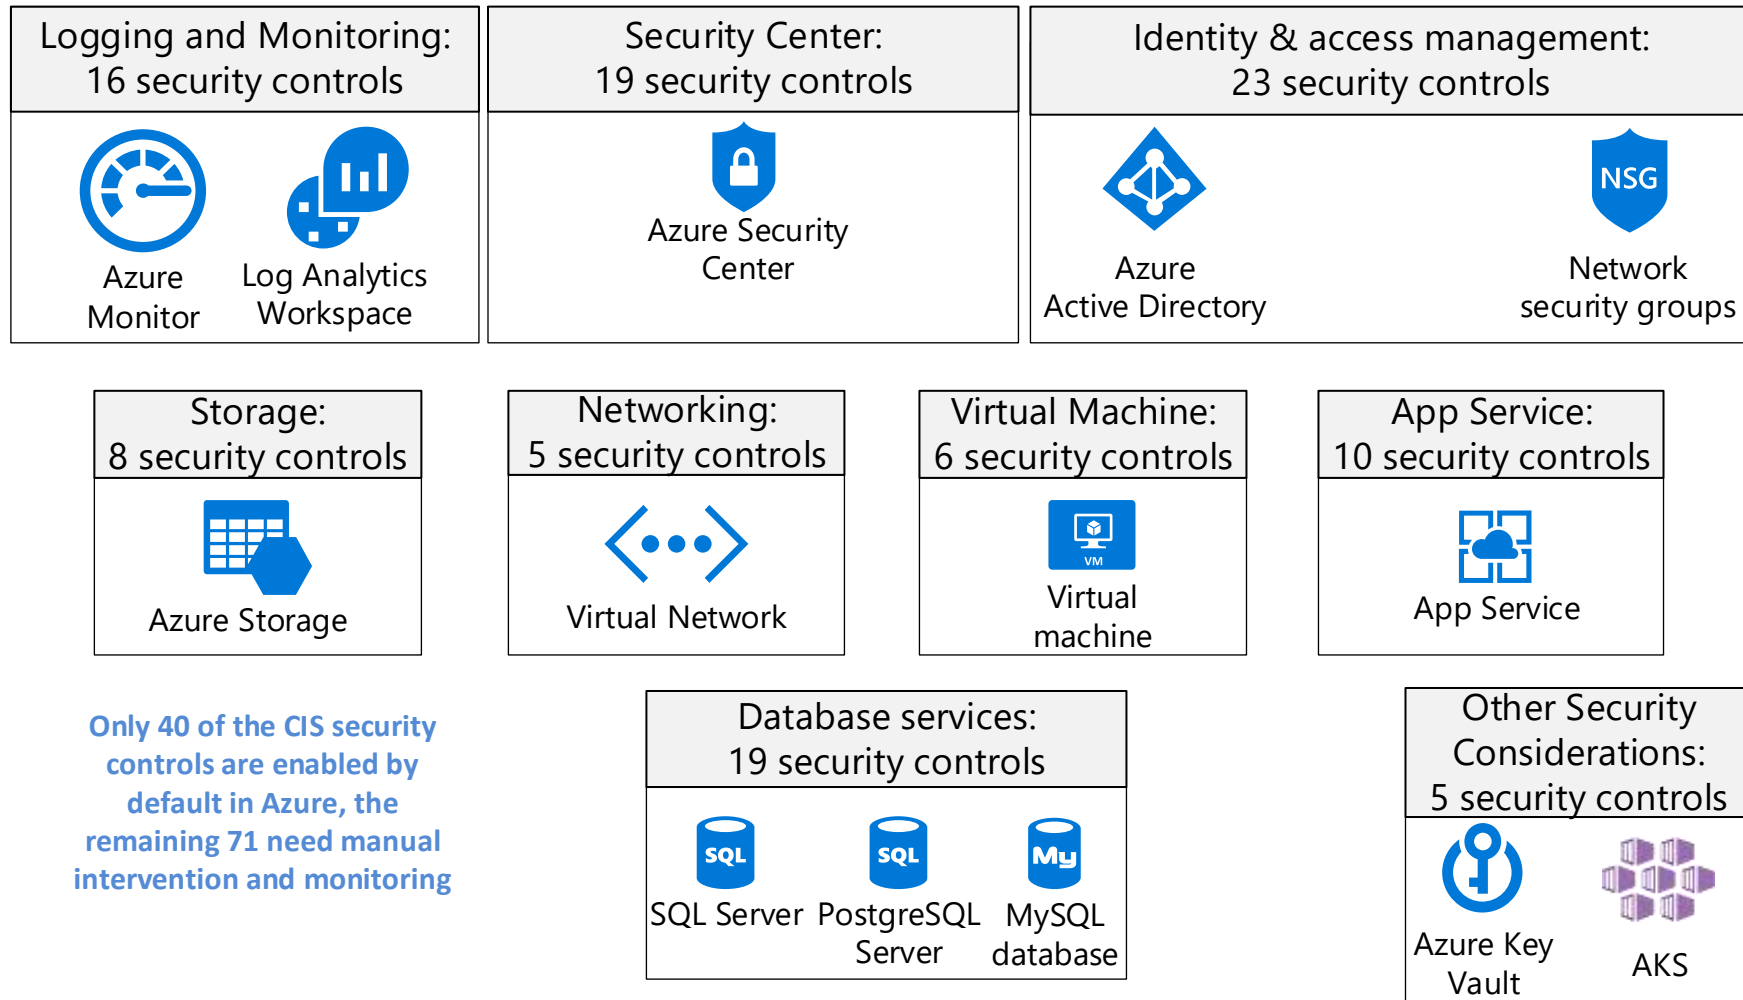 Logging and Monitoring:
16 security controls
Azure
Monitor
Log Analytics
Workspace
Security Center:
19 security controls
Azure Security
Center
Identity & access management:
23 security controls
Azure
Active Directory
NSG
Network
security groups
Storage:
8 security controls
Azure Storage
Networking:
5 security controls
Virtual Network
Virtual Machine:
6 security controls
VM
Virtual
machine
App Service:
10 security controls
App Service
Only 40 of the CIS security
controls are enabled by
default in Azure, the
remaining 71 need manual
intervention and monitoring
Database services:
19 security controls
SQL
SQL Server
SQL
PostgreSQL
Server
My
MySQL
database
Other Security
Considerations:
5 security controls
Azure Key
Vault
AKS